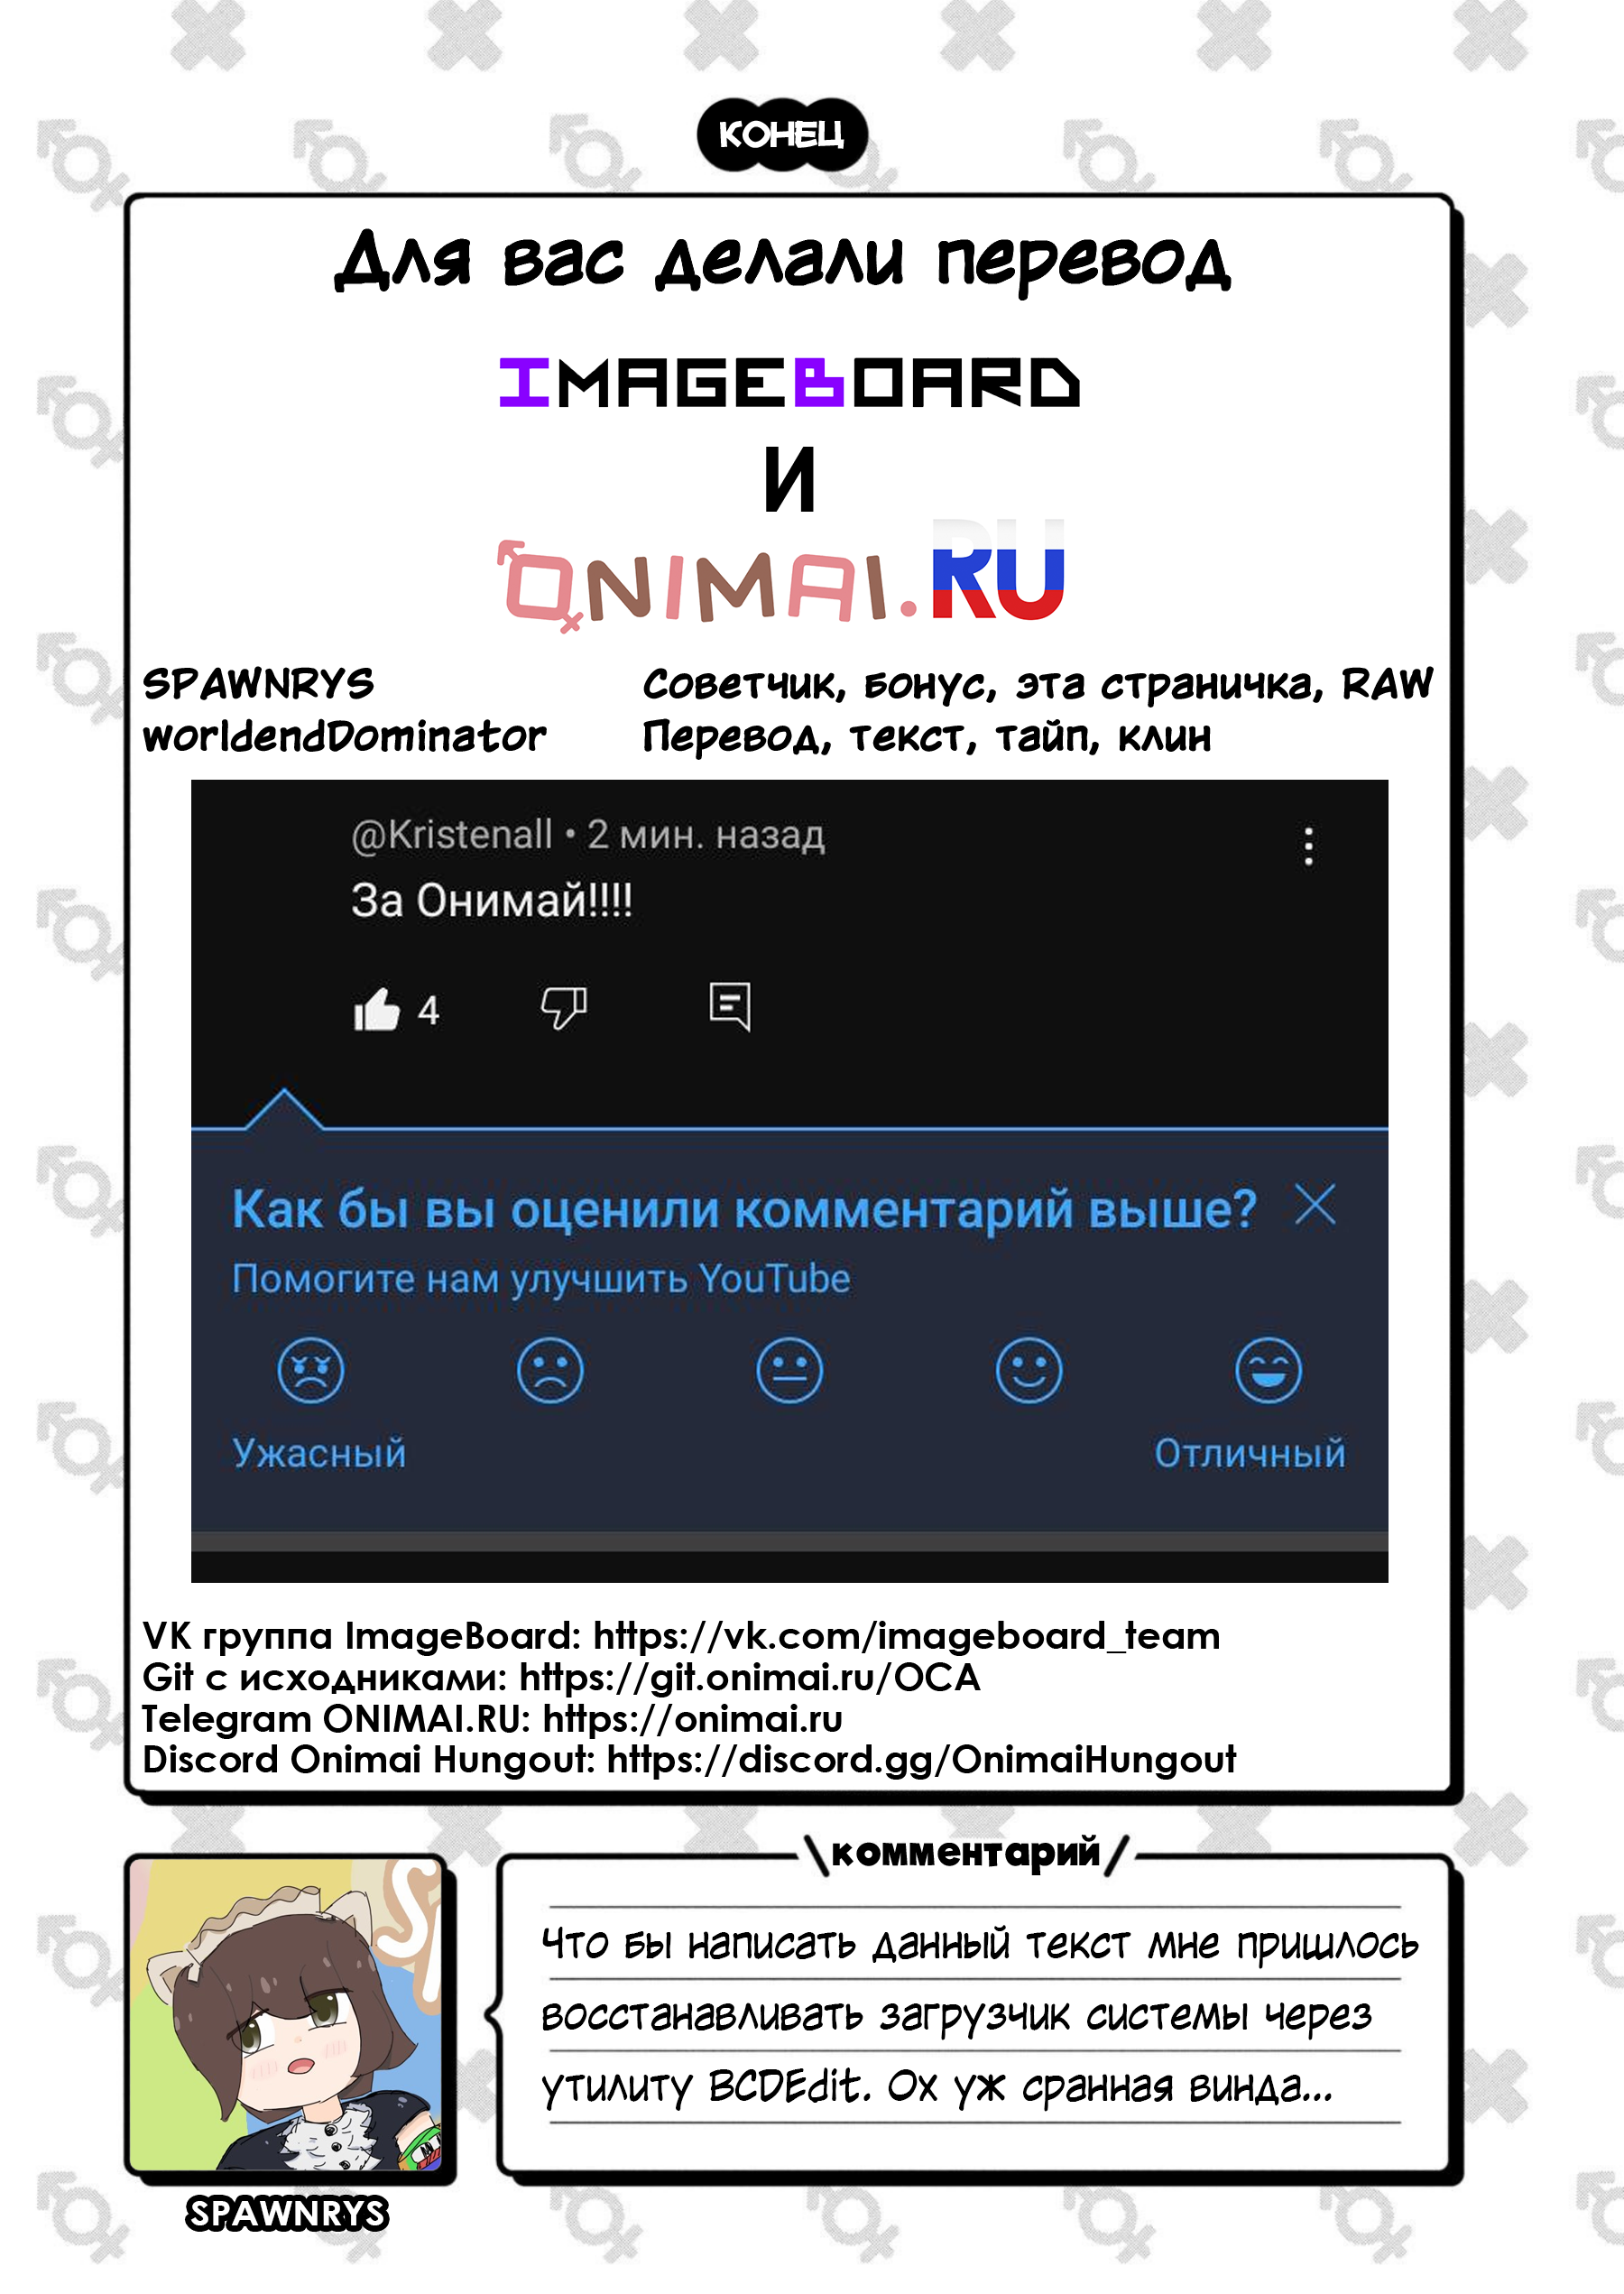 КОНЕЦ
Для вас делали перевод
IMAGEBOARD
И
ONIMAI.RU
SPAWNRYS Советчик, бонус, эта страничка, RAW
worldendDominator Перевод, текст, тайп, клин
@Kristenall • 2 мин. назад
За Онимай!!!!
4
Как бы вы оценили комментарий выше?
Помогите нам улучшить YouTube
Ужасный Отличный
VK группа ImageBoard: https://vk.com/imageboard_team
Git с исходниками: https://git.onimai.ru/OCA
Telegram ONIMAI.RU: https://onimai.ru
Discord Onimai Hungout: https://discord.gg/OnimaiHungout
\комментарий/
Что бы написать данный текст мне пришлось
восстанавливать загрузчик системы через
утилиту BCDEdit. Ох уж сранная винда...
SPAWNRYS